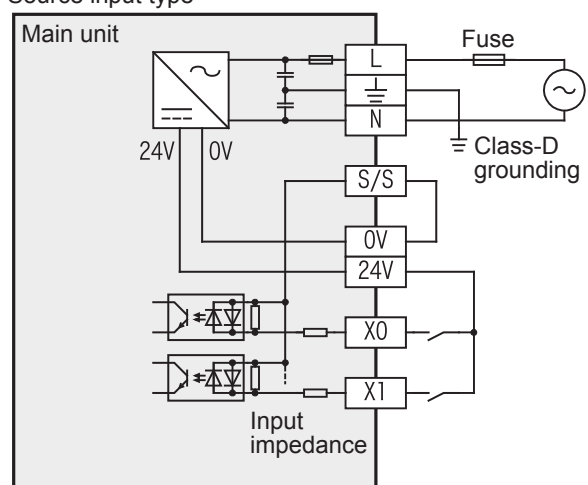 Source input type
Main unit
L
Fuse
N
24V
0V
Class-D
grounding
S/S
0V
24V
X0
X1
Input
impedance